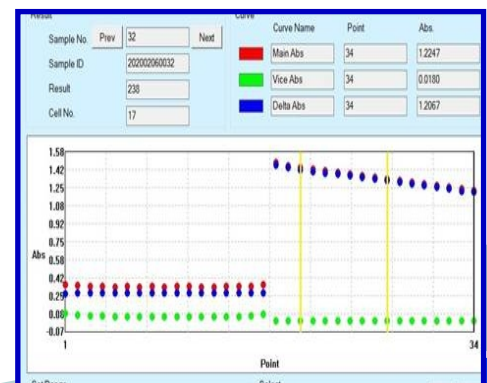 Result
Curve
Sample No. Prev 32 Next
Sample ID 202002060032
Result 238
Cell No. 17
Curve Name Point Abs.
Main Abs 34 1.2247
Vice Abs 34 0.0180
Delta Abs 34 1.2067
1.58
1.42
1.25
1.08
0.92
0.75
Abs 0.58
0.42
0.25
0.08
-0.07
1 34
Point
Select